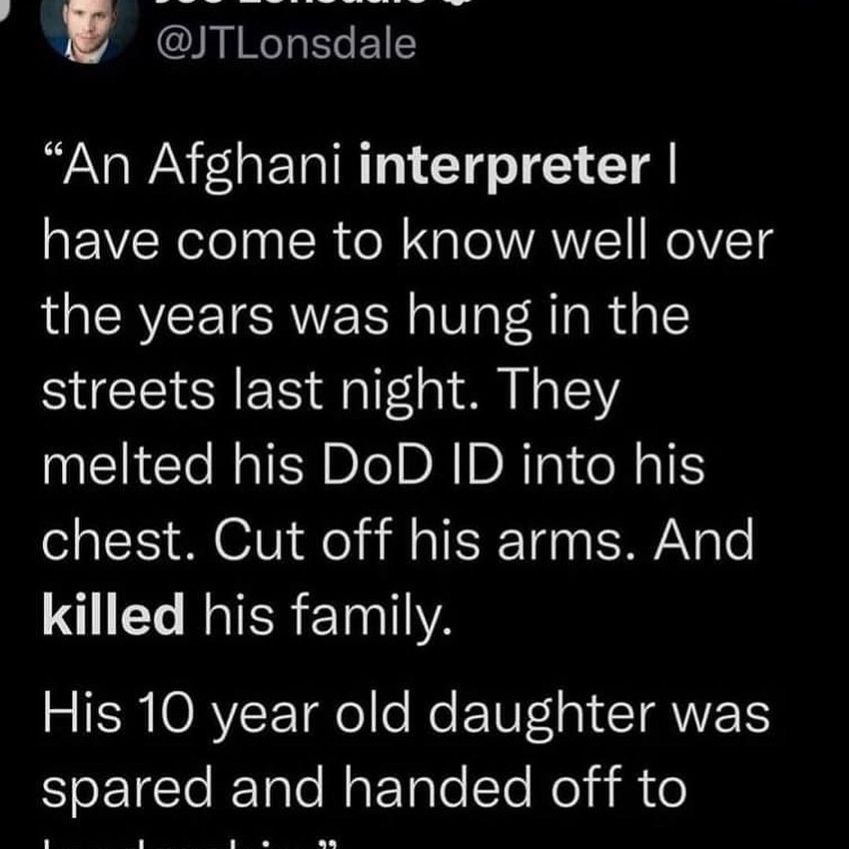 @JTLonsdale
“An Afghani interpreter I
have come to know well over
the years was hung in the
streets last night. They
melted his DoD ID into his
chest. Cut off his arms. And
killed his family.
His 10 year old daughter was
spared and handed off to